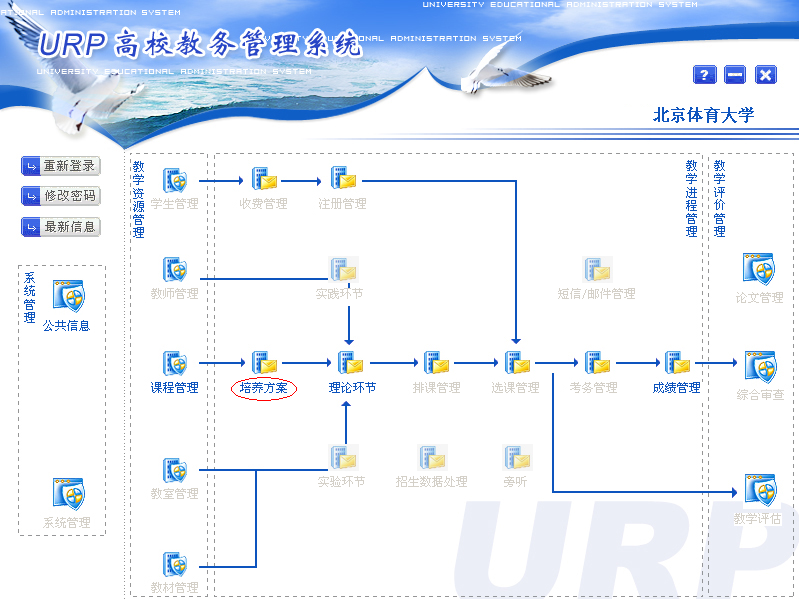 UNIVERSITY EDUCATIONAL ADMINISTRATION SYSTEM
ATIONAL ADMINISTRATION SYSTEM
URP高校教务管理系统
ONAL ADMINISTRATION SYSTEM
UNIVERSITY EDUCATIONAL ADMINISTRATION SYSTEM
?
北京体育大学
重新登录
修改密码
最新信息
系统管理
公共信息
系统管理
教学资源管理
教学进程管理
教学评价管理
学生管理
收费管理
注册管理
教师管理
实践环节
短信/邮件管理
论文管理
课程管理
培养方案
理论环节
排课管理
选课管理
考务管理
成绩管理
综合审查
教室管理
实验环节
招生数据处理
旁听
教学评估
教材管理
URP